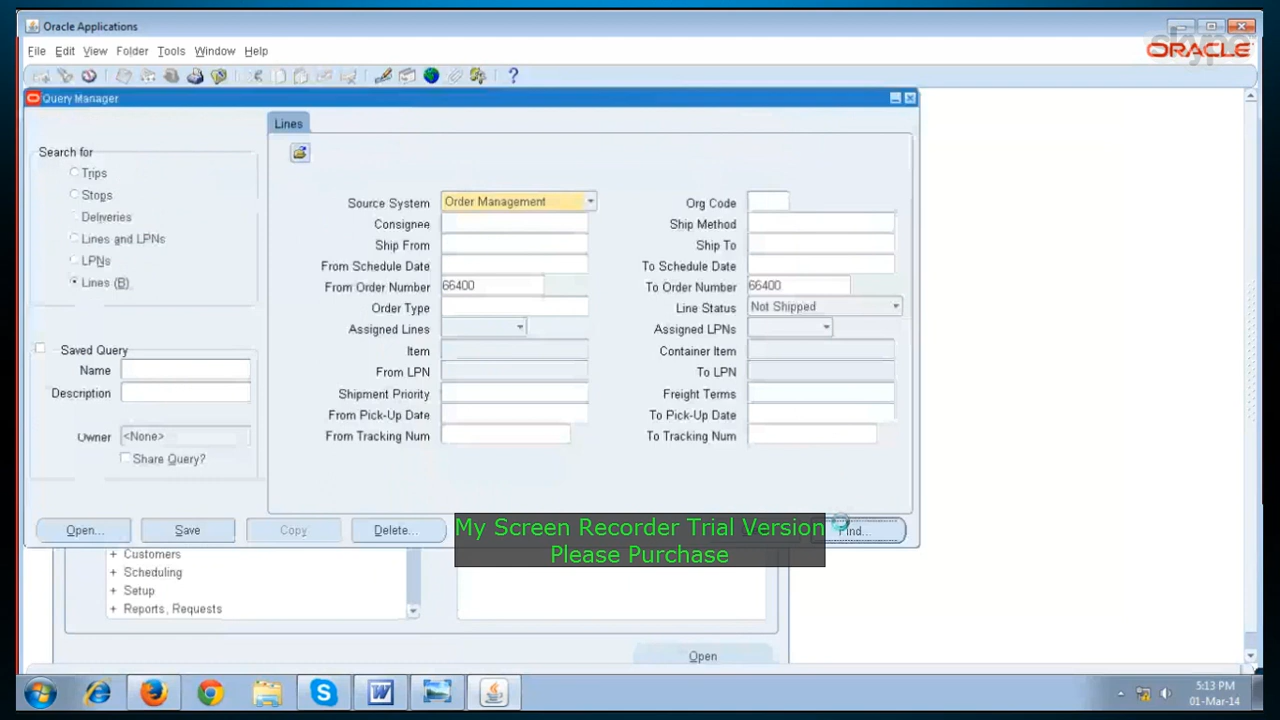 Oracle Applications
skype
File Edit View Folder Tools Window Help
ORACLE
Query Manager
Lines
Search for
Trips
Stops
Deliveries
Lines and LPNs
LPNs
Lines (B)
Source System Order Management Org Code
Consignee Ship Method
Ship From Ship To
From Schedule Date To Schedule Date
From Order Number 66400 To Order Number 66400
Order Type Line Status Not Shipped
Assigned Lines Assigned LPNs
Item Container Item
From LPN To LPN
Shipment Priority Freight Terms
From Pick-Up Date To Pick-Up Date
From Tracking Num To Tracking Num
Saved Query
Name
Description
Owner <None>
Share Query?
Open... Save Copy Delete... Find...
My Screen Recorder Trial Version
Please Purchase
+ Customers
+ Scheduling
+ Setup
+ Reports, Requests
Open
5:13 PM
01-Mar-14